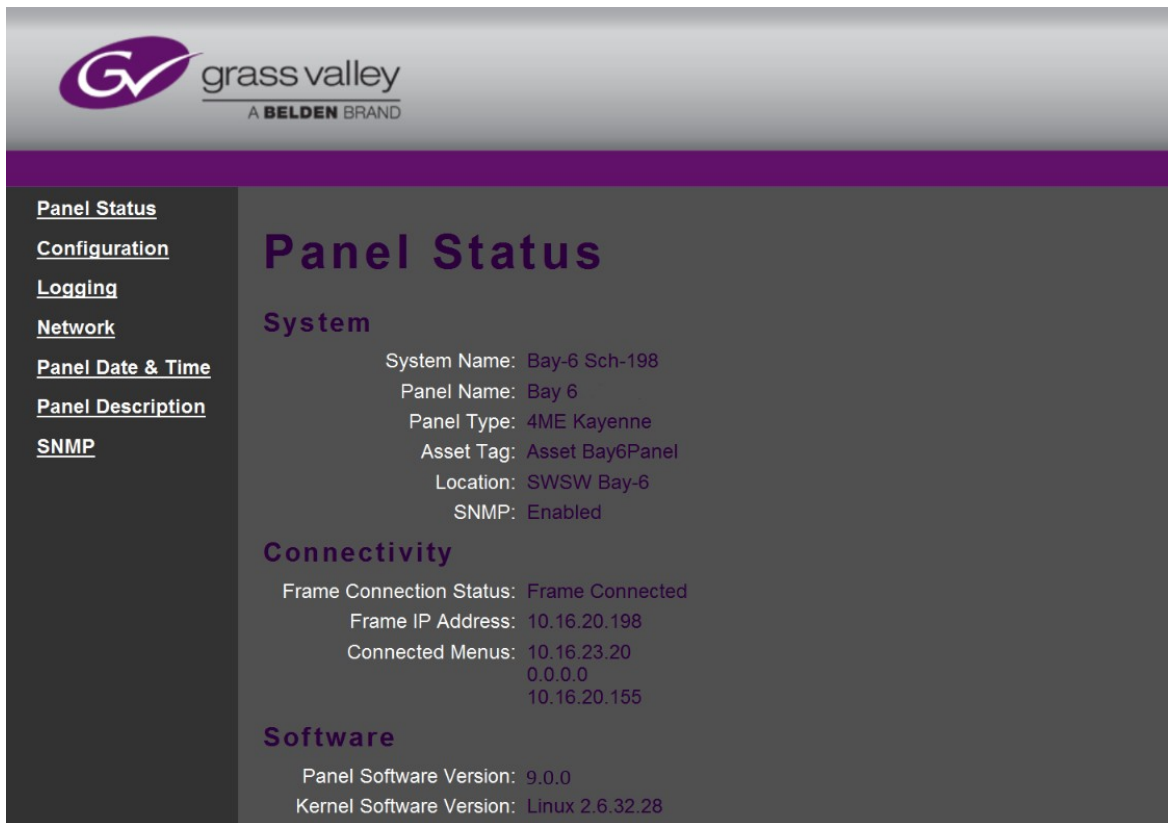 GV
grass valley
A BELDEN BRAND
Panel Status
Configuration
Logging
Network
Panel Date & Time
Panel Description
SNMP
Panel Status
System
System Name: Bay-6 Sch-198
Panel Name: Bay 6
Panel Type: 4ME Kayenne
Asset Tag: Asset Bay6Panel
Location: SWSW Bay-6
SNMP: Enabled
Connectivity
Frame Connection Status: Frame Connected
Frame IP Address: 10.16.20.198
Connected Menus: 10.16.23.20
0.0.0.0
10.16.20.155
Software
Panel Software Version: 9.0.0
Kernel Software Version: Linux 2.6.32.28